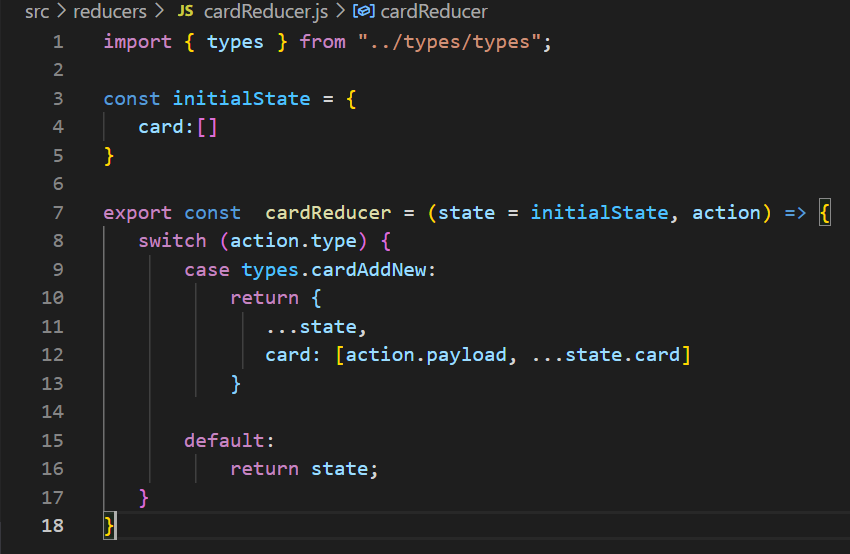 src > reducers > JS cardReducer.js > cardReducer
1 import { types } from "../types/types";
2
3 const initialState = {
4     card:[]
5 }
6
7 export const  cardReducer = (state = initialState, action) => {
8     switch (action.type) {
9         case types.cardAddNew:
10             return {
11                 ...state,
12                 card: [action.payload, ...state.card]
13             }
14
15         default:
16             return state;
17     }
18 }